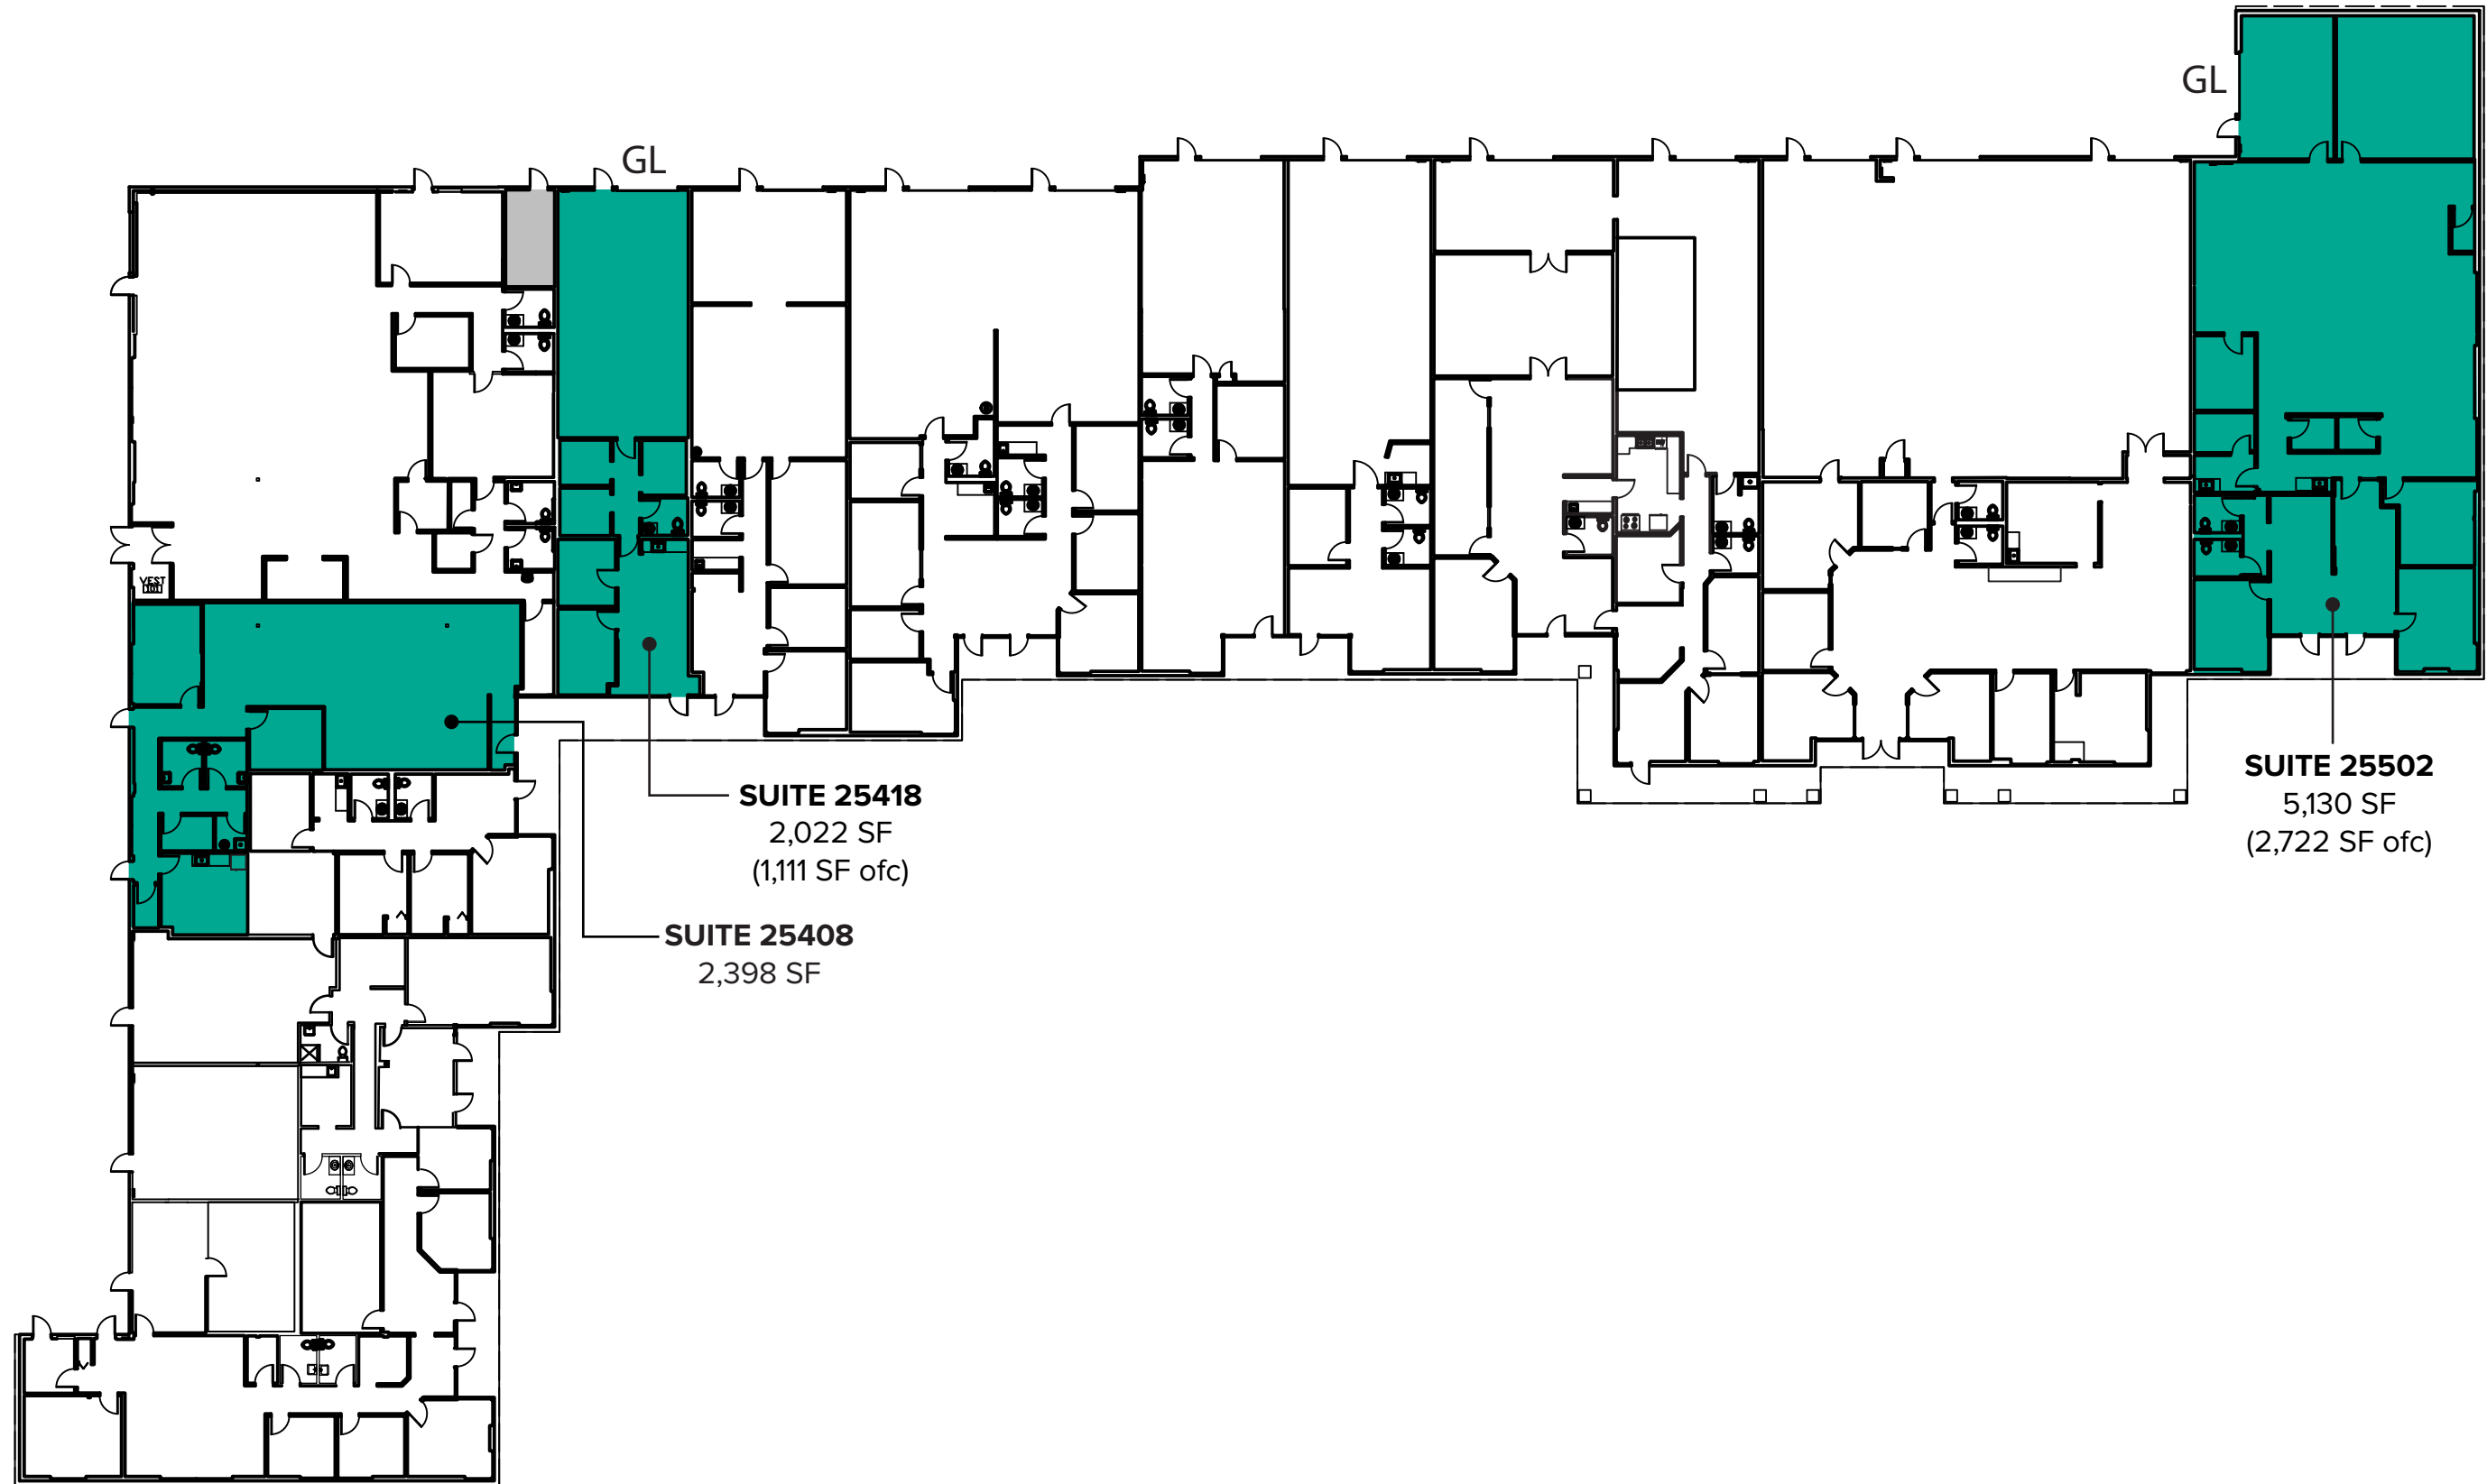 GL
GL
VEST
101
SUITE 25502
5,130 SF
(2,722 SF ofc)
SUITE 25418
2,022 SF
(1,111 SF ofc)
SUITE 25408
2,398 SF